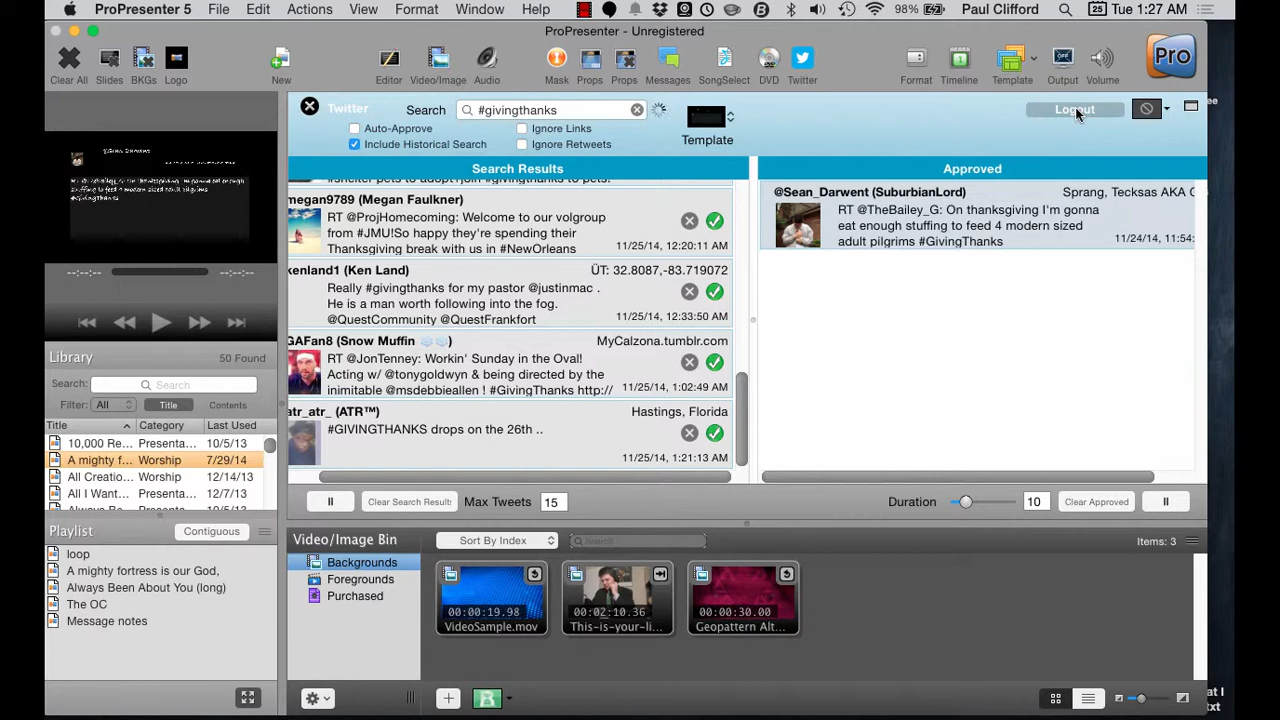 ProPresenter 5 File Edit Actions View Format Window Help 98% Paul Clifford 25 Tue 1:27 AM
ProPresenter - Unregistered
Clear All Slides BKGs Logo New Editor Video/Image Audio Mask Props Props Messages SongSelect DVD Twitter Format Timeline Template Output Volume
Pro
Twitter Search #givingthanks Logout
Auto-Approve Ignore Links
Include Historical Search Ignore Retweets Template
Search Results Approved
megan9789 (Megan Faulkner)
RT @ProjHomecoming: Welcome to our volgroup
from #JMU!So happy they're spending their
Thanksgiving break with us in #NewOrleans
11/25/14, 12:20:11 AM
kenland1 (Ken Land) ÜT: 32.8087,-83.719072
Really #givingthanks for my pastor @justinmac .
He is a man worth following into the fog.
@QuestCommunity @QuestFrankfort
11/25/14, 12:33:50 AM
GAFan8 (Snow Muffin MyCalzona.tumblr.com
RT @JonTenney: Workin' Sunday in the Oval!
Acting w/ @tonygoldwyn & being directed by the
inimitable @msdebbieallen ! #GivingThanks http://
11/25/14, 1:02:49 AM
atr_atr_ (ATR™) Hastings, Florida
#GIVINGTHANKS drops on the 26th ..
11/25/14, 1:21:13 AM
@Sean_Darwent (SuburbianLord) Sprang, Tecksas AKA
RT @TheBailey_G: On thanksgiving I'm gonna
eat enough stuffing to feed 4 modern sized
adult pilgrims #GivingThanks
11/24/14, 11:54:
Clear Search Results Max Tweets 15 Duration 10 Clear Approved
--:--:-- --:--:--
Library 50 Found
Search: Search
Filter: All Title Contents
Title Category Last Used
10,000 Re... Presenta... 10/5/13
A mighty f... Worship 7/29/14
All Creatio... Worship 12/14/13
All I Want... Presenta... 12/7/13
Playlist Contiguous
loop
A mighty fortress is our God,
Always Been About You (long)
The OC
Message notes
Video/Image Bin Sort By Index Search Items: 3
Backgrounds
Foregrounds
Purchased
00:00:19.98
VideoSample.mov
00:02:10.36
This-is-your-li...
00:00:30.00
Geopattern Alt...